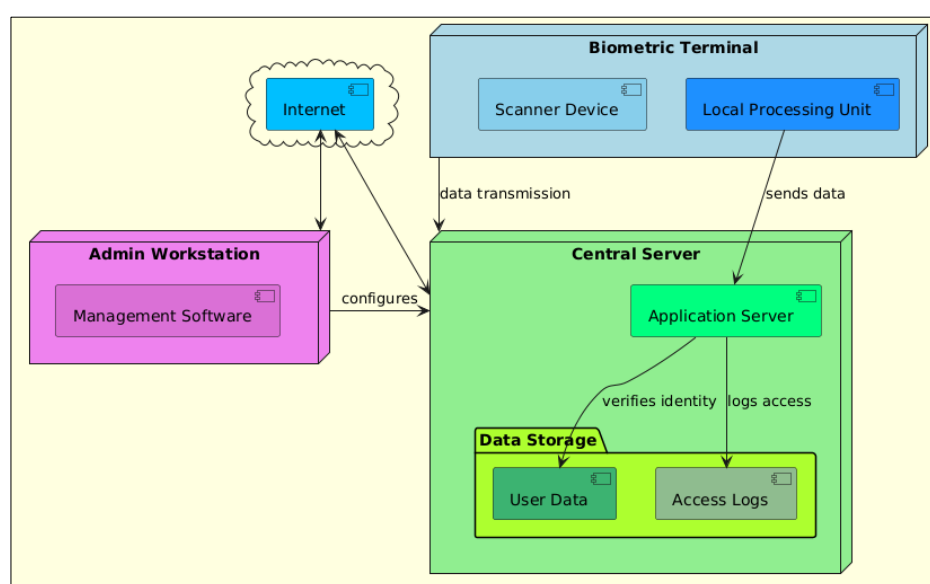 Biometric Terminal
Internet
Scanner Device
Local Processing Unit
data transmission
sends data
Admin Workstation
Central Server
configures
Management Software
Application Server
verifies identity
logs access
Data Storage
User Data
Access Logs